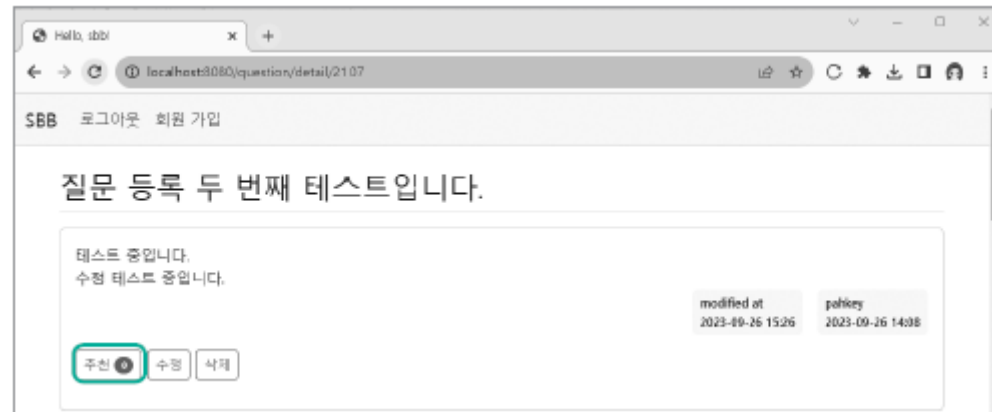 Hello, sbb!
localhost:8080/question/detail/2107
SBB 로그아웃 회원 가입
질문 등록 두 번째 테스트입니다.
테스트 중입니다.
수정 테스트 중입니다.
modified at
2023-09-26 15:26
pahkey
2023-09-26 14:08
추천 0 수정 삭제